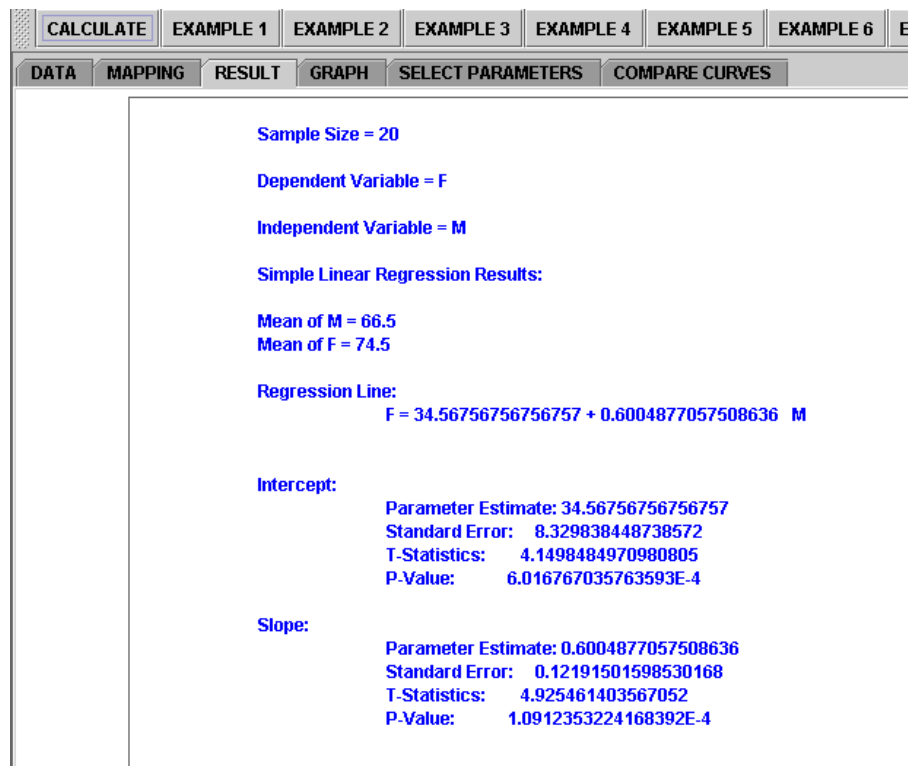 CALCULATE EXAMPLE 1 EXAMPLE 2 EXAMPLE 3 EXAMPLE 4 EXAMPLE 5 EXAMPLE 6 E
DATA MAPPING RESULT GRAPH SELECT PARAMETERS COMPARE CURVES
Sample Size = 20
Dependent Variable = F
Independent Variable = M
Simple Linear Regression Results:
Mean of M = 66.5
Mean of F = 74.5
Regression Line:
F = 34.56756756756757 + 0.6004877057508636 M
Intercept:
Parameter Estimate: 34.56756756756757
Standard Error: 8.329838448738572
T-Statistics: 4.1498484970980805
P-Value: 6.016767035763593E-4
Slope:
Parameter Estimate: 0.6004877057508636
Standard Error: 0.12191501598530168
T-Statistics: 4.925461403567052
P-Value: 1.0912353224168392E-4